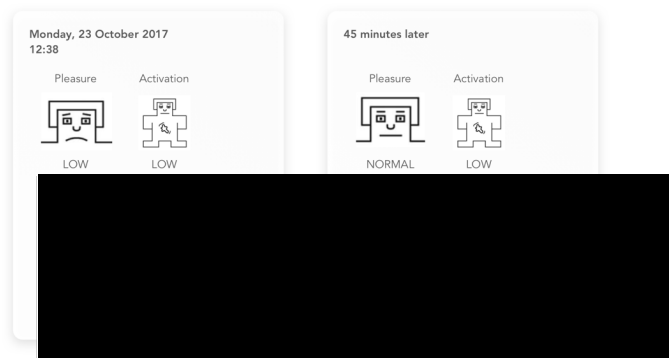 Monday, 23 October 2017
12:38
Pleasure Activation
LOW LOW
45 minutes later
Pleasure Activation
NORMAL LOW